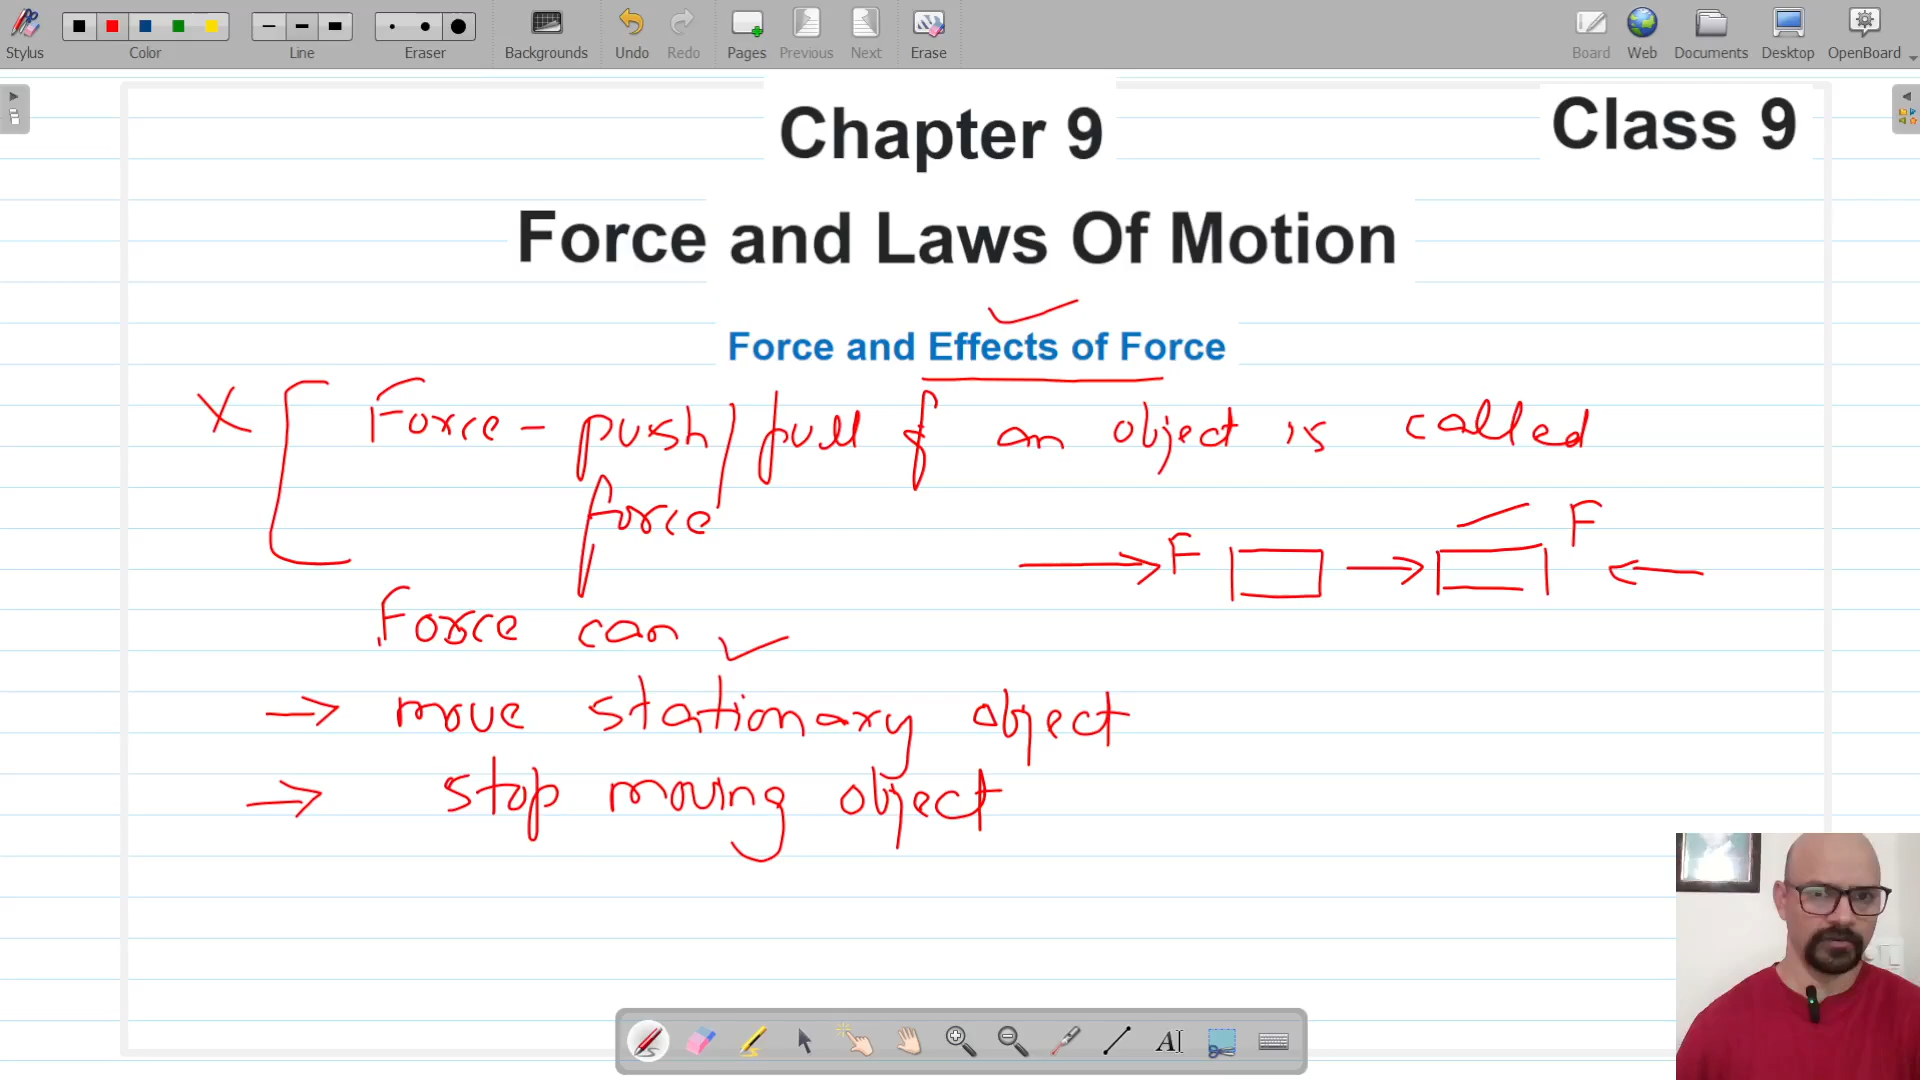 Stylus
Color
Line
Eraser
Backgrounds
Undo
Redo
Pages
Previous
Next
Erase
Board
Web
Documents
Desktop
OpenBoard
Chapter 9
Class 9
Force and Laws Of Motion
Force and Effects of Force
X Force - push/pull of an object is called
force
F F
Force can
→ move stationary object
→ stop moving object